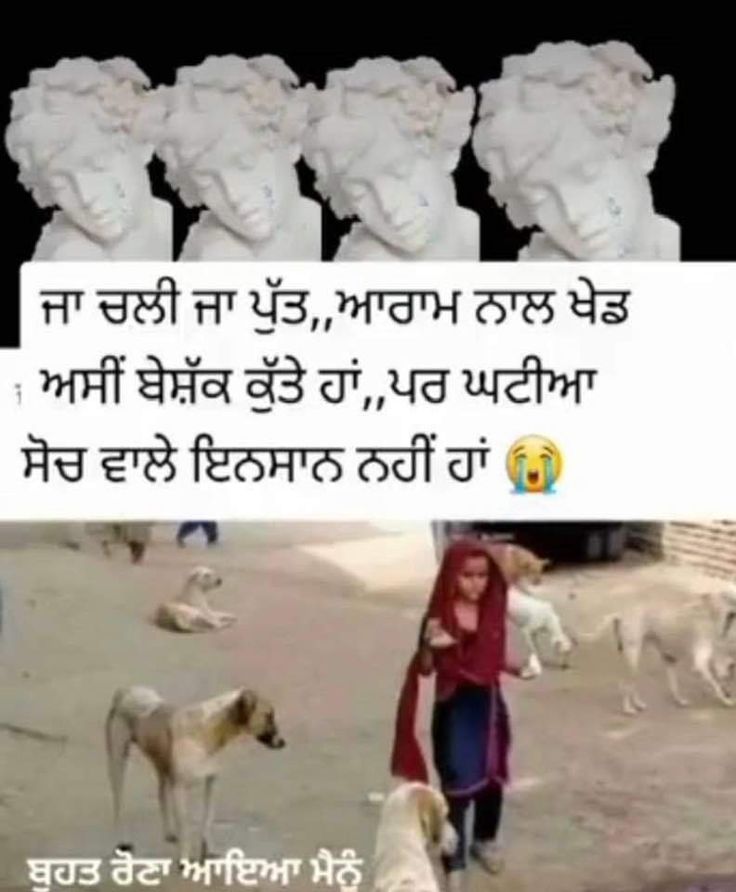 ਜਾ ਚਲੀ ਜਾ ਪੁੱਤ,,ਆਰਾਮ ਨਾਲ ਖੇਡ
ਅਸੀਂ ਬੇਸ਼ੱਕ ਕੁੱਤੇ ਹਾਂ,,ਪਰ ਘਟੀਆ
ਸੋਚ ਵਾਲੇ ਇਨਸਾਨ ਨਹੀਂ ਹਾਂ 😭
ਬੂਹਤ ਰੋਣਾ ਆਇਆ ਮੈਨੂੰ